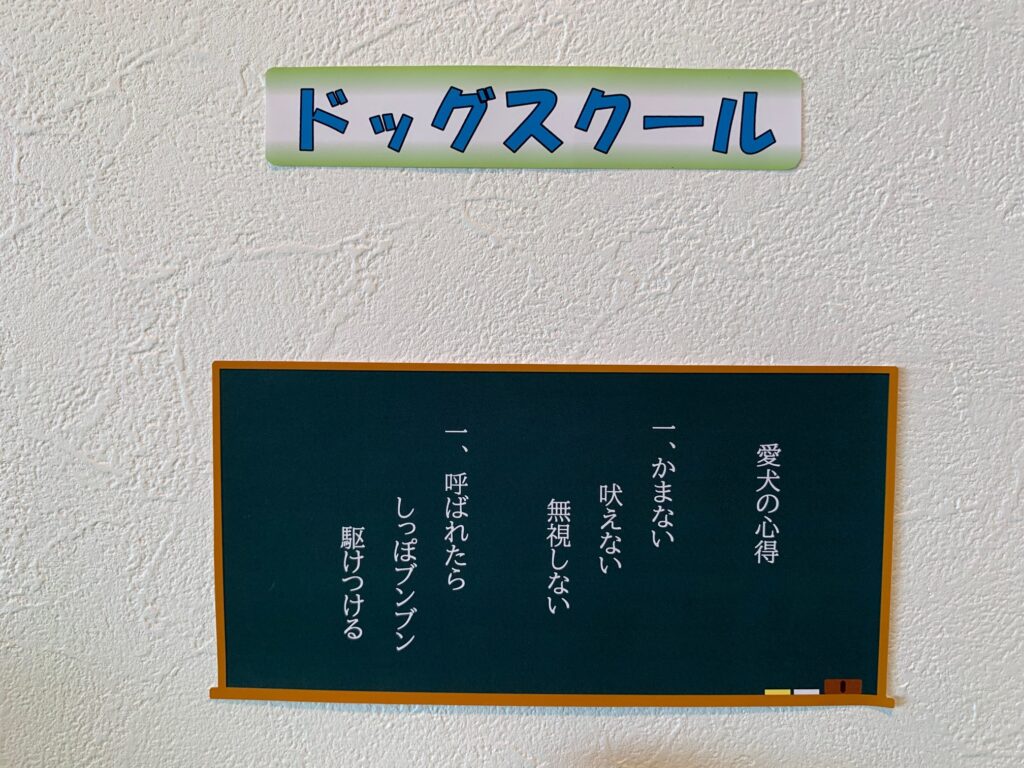 ドッグスクール
愛犬の心得
一、かまない
吠えない
無視しない
一、呼ばれたら
しっぽブンブン
駆けつける